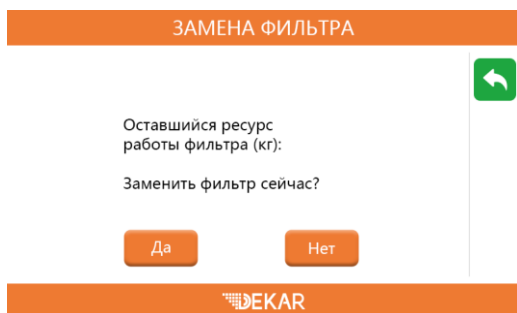 ЗАМЕНА ФИЛЬТРА
Оставшийся ресурс
работы фильтра (кг):
Заменить фильтр сейчас?
Да
Нет
DEKAR